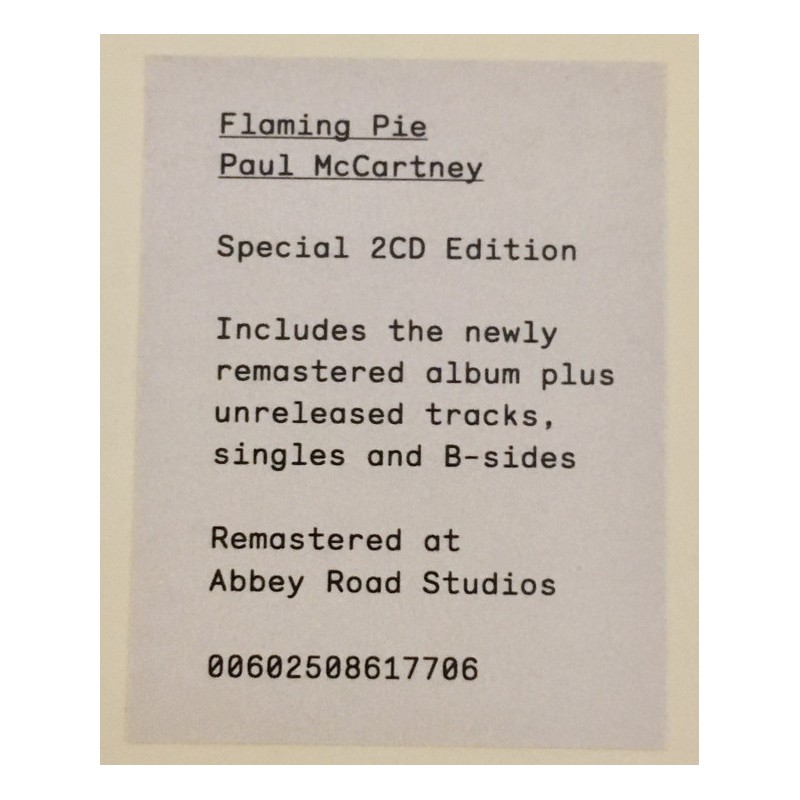 Flaming Pie
Paul McCartney
Special 2CD Edition
Includes the newly
remastered album plus
unreleased tracks,
singles and B-sides
Remastered at
Abbey Road Studios
00602508617706